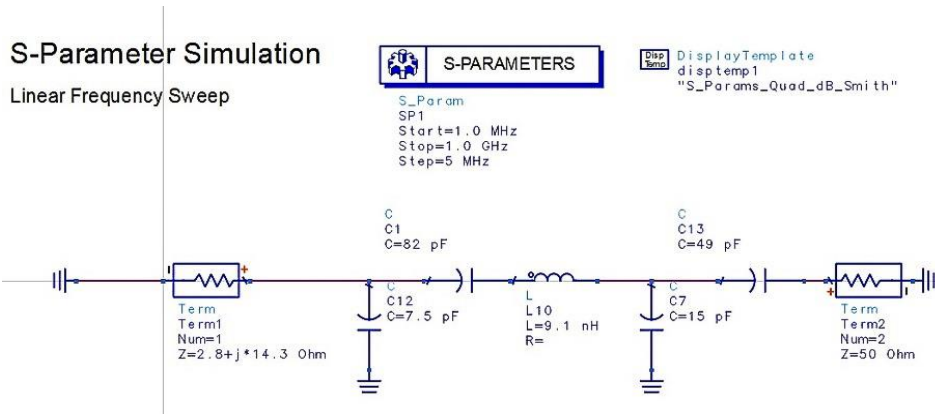 S-Parameter Simulation
Linear Frequency Sweep
S-PARAMETERS
S_Param
SP1
Start=1.0 MHz
Stop=1.0 GHz
Step=5 MHz
Disp
Temp
DisplayTemplate
disptemp1
"S_Params_Quad_dB_Smith"
Term
Term1
Num=1
Z=2.8+j*14.3 Ohm
C
C12
C=7.5 pF
C
C1
C=82 pF
L
L10
L=9.1 nH
R=
C
C7
C=15 pF
C
C13
C=49 pF
Term
Term2
Num=2
Z=50 Ohm